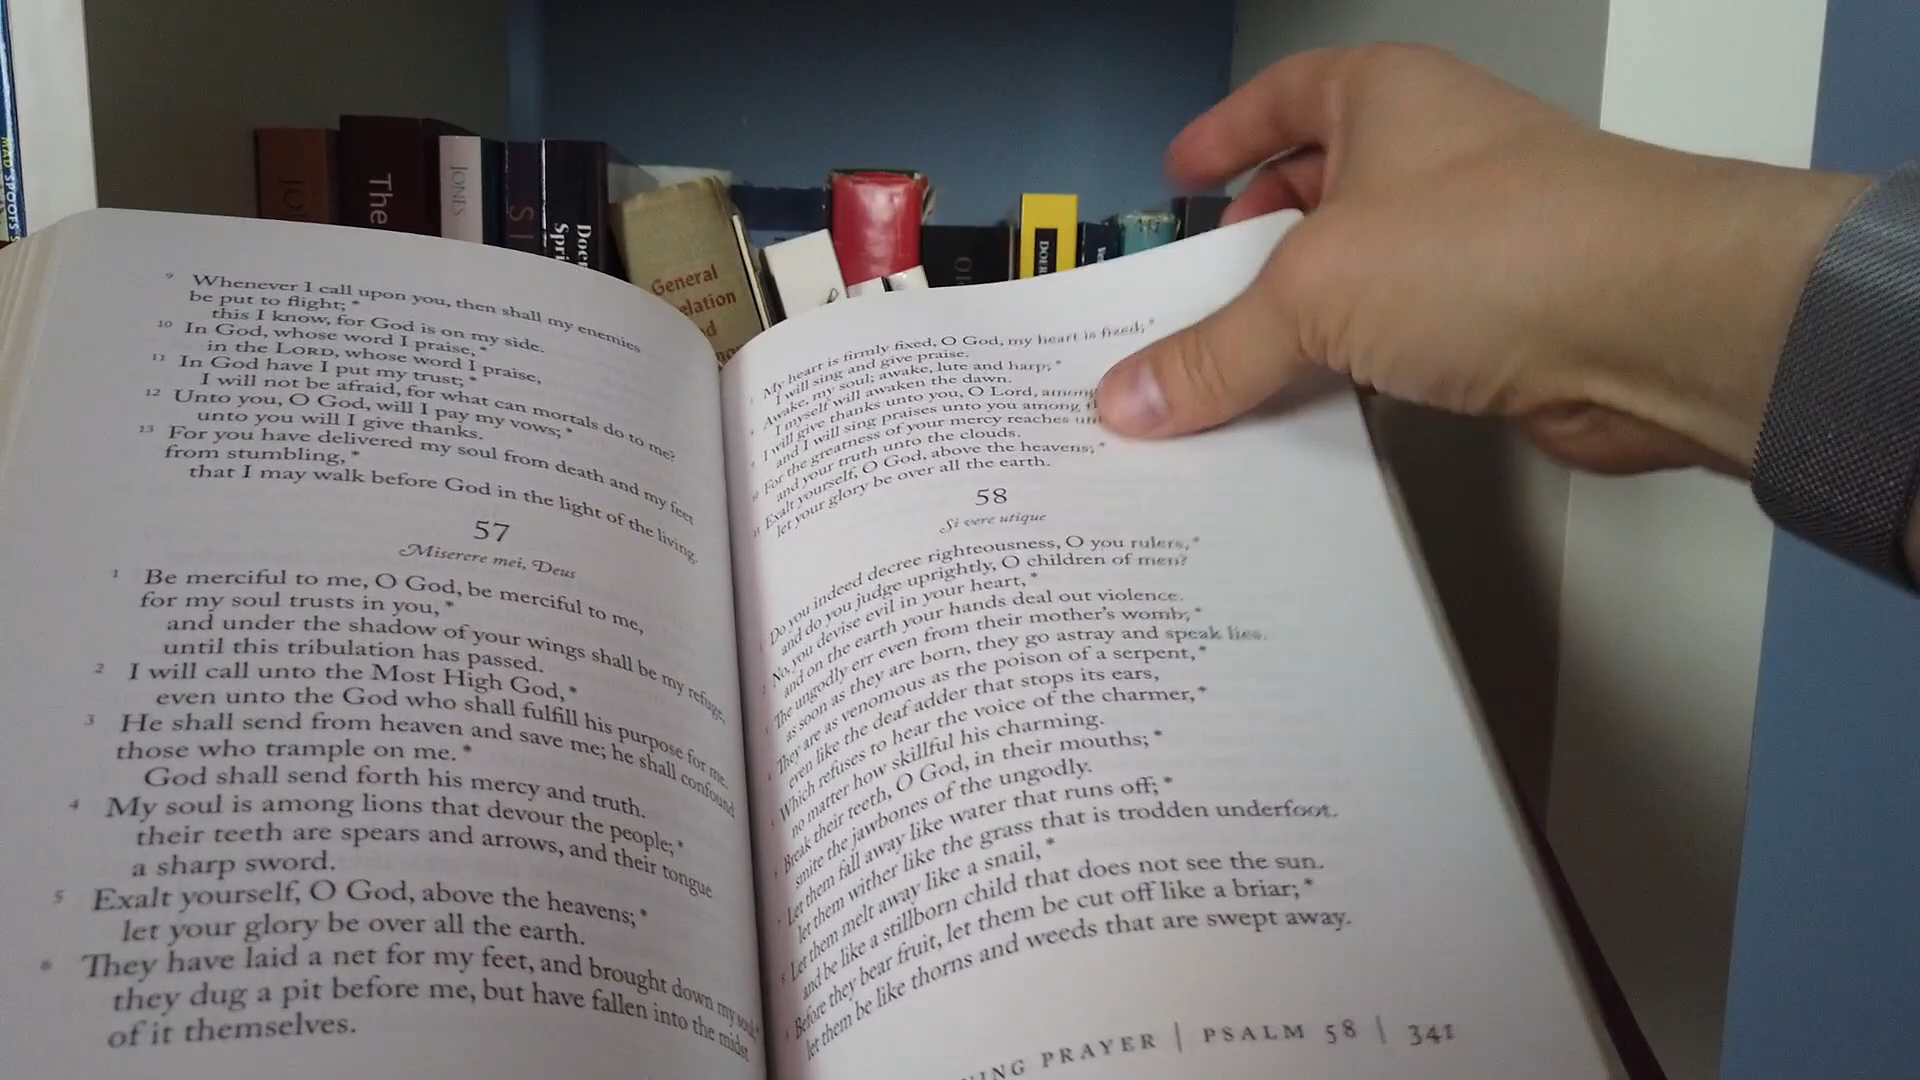 MAD SPOOFS
JO
The
JONES
SI
Doer
Spri
General
elation
DOER
9 Whenever I call upon you, then shall my enemies
be put to flight; *
this I know, for God is on my side.
10 In God, whose word I praise, *
in the LORD, whose word I praise,
11 In God have I put my trust; *
I will not be afraid, for what can mortals do to me?
12 Unto you, O God, will I pay my vows; *
unto you will I give thanks.
13 For you have delivered my soul from death and my feet
from stumbling, *
that I may walk before God in the light of the living.
57
Miserere mei, Deus
1 Be merciful to me, O God, be merciful to me,
for my soul trusts in you, *
and under the shadow of your wings shall be my refuge,
until this tribulation has passed.
2 I will call unto the Most High God, *
even unto the God who shall fulfill his purpose for me.
3 He shall send from heaven and save me; he shall confound
those who trample on me. *
God shall send forth his mercy and truth.
4 My soul is among lions that devour the people; *
their teeth are spears and arrows, and their tongue
a sharp sword.
5 Exalt yourself, O God, above the heavens; *
let your glory be over all the earth.
6 They have laid a net for my feet, and brought down my soul; *
they dug a pit before me, but have fallen into the midst
of it themselves.
My heart is firmly fixed, O God, my heart is fixed; *
I will sing and give praise.
Awake, my soul; awake, lute and harp; *
I myself will awaken the dawn.
I will give thanks unto you, O Lord, among
and I will sing praises unto you among
For the greatness of your mercy reaches
and your truth unto the clouds.
Exalt yourself, O God, above the heavens; *
let your glory be over all the earth.
58
Si vere utique
Do you indeed decree righteousness, O you rulers, *
and do you judge uprightly, O children of men?
No, you devise evil in your heart, *
and on the earth your hands deal out violence.
The ungodly err even from their mother's womb; *
as soon as they are born, they go astray and speak lies.
They are as venomous as the poison of a serpent, *
even like the deaf adder that stops its ears,
Which refuses to hear the voice of the charmer, *
no matter how skillful his charming.
Break their teeth, O God, in their mouths; *
smite the jawbones of the ungodly.
Let them fall away like water that runs off; *
let them wither like the grass that is trodden underfoot.
Let them melt away like a snail, *
and be like a stillborn child that does not see the sun.
Before they bear fruit, let them be cut off like a briar; *
let them be like thorns and weeds that are swept away.
NING PRAYER | PSALM 58 | 341